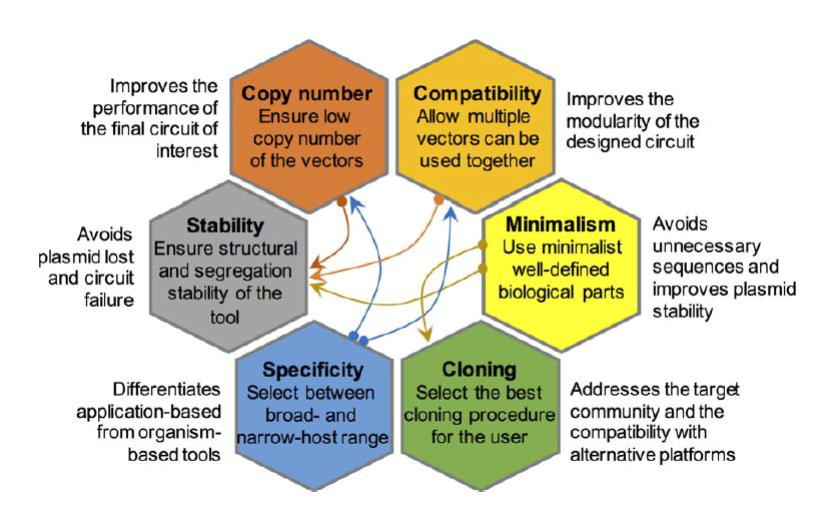 Improves the
performance of
the final circuit of
interest
Copy number
Ensure low
copy number
of the vectors
Compatibility
Allow multiple
vectors can be
used together
Improves the
modularity of the
designed circuit
Avoids
plasmid lost
and circuit
failure
Stability
Ensure structural
and segregation
stability of the
tool
Minimalism
Use minimalist
well-defined
biological parts
Avoids
unnecessary
sequences and
improves plasmid
stability
Differentiates
application-based
from organism-
based tools
Specificity
Select between
broad- and
narrow-host range
Cloning
Select the best
cloning procedure
for the user
Addresses the target
community and the
compatibility with
alternative platforms